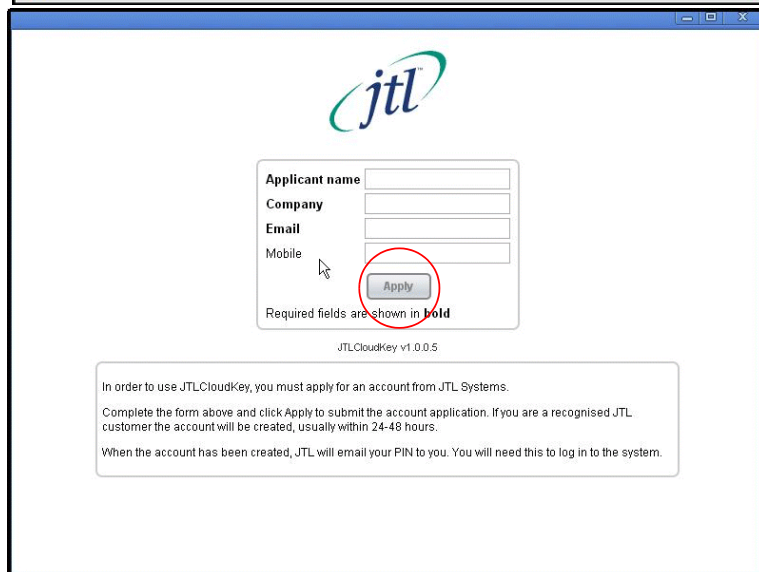 jtl™
Applicant name
Company
Email
Mobile
Apply
Required fields are shown in bold
JTLCloudKey v1.0.0.5
In order to use JTLCloudKey, you must apply for an account from JTL Systems.
Complete the form above and click Apply to submit the account application. If you are a recognised JTL
customer the account will be created, usually within 24-48 hours.
When the account has been created, JTL will email your PIN to you. You will need this to log in to the system.